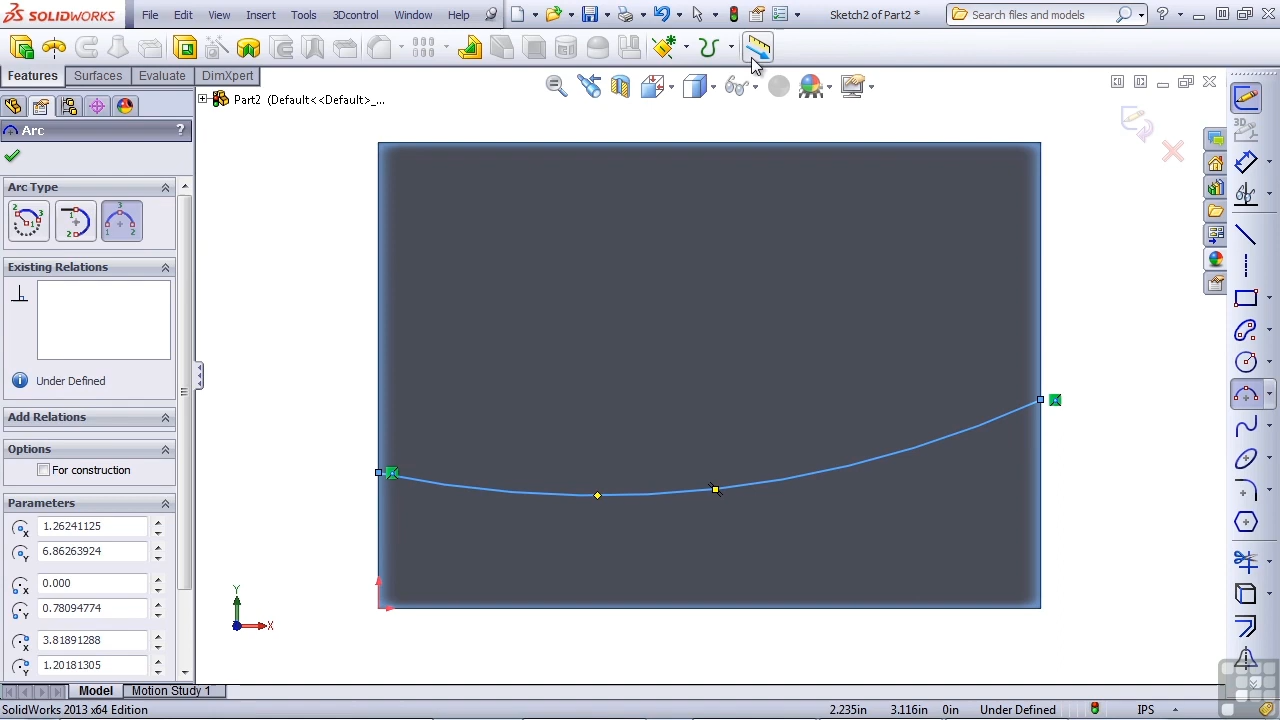 SOLIDWORKS File Edit View Insert Tools 3Dcontrol Window Help Sketch2 of Part2 * Search files and models
Features Surfaces Evaluate DimXpert
Part2 (Default<<Default>_...
Arc ?
Arc Type
Existing Relations
Under Defined
Add Relations
Options
For construction
Parameters
1.26241125
6.86263924
0.000
0.78094774
3.81891288
1.20181305
Y
X
3D
Model Motion Study 1
SolidWorks 2013 x64 Edition 2.235in 3.116in 0in Under Defined IPS